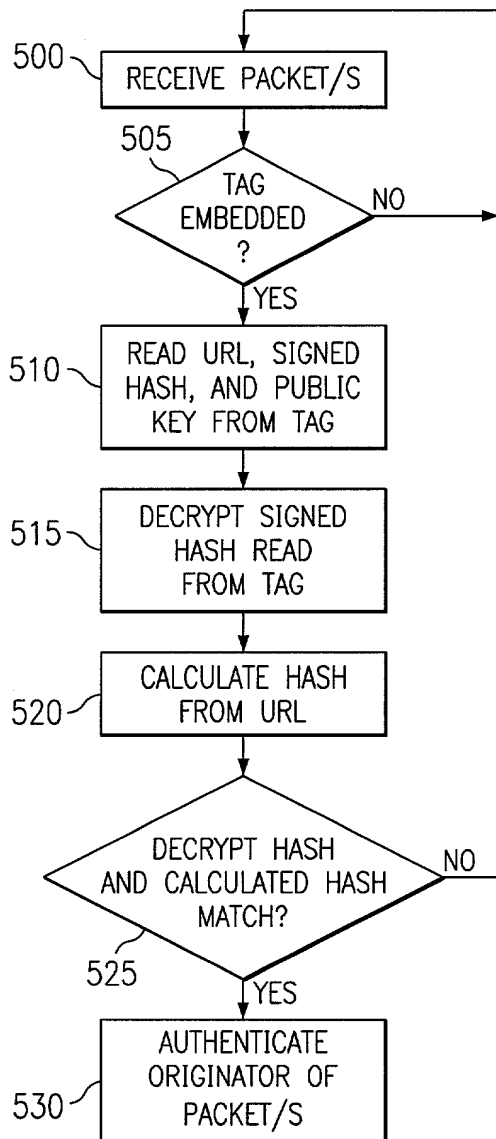 500
RECEIVE PACKET/S
505
TAG
EMBEDDED
?
NO
YES
510
READ URL, SIGNED
HASH, AND PUBLIC
KEY FROM TAG
515
DECRYPT SIGNED
HASH READ
FROM TAG
520
CALCULATE HASH
FROM URL
DECRYPT HASH
AND CALCULATED HASH
MATCH?
NO
525
YES
530
AUTHENTICATE
ORIGINATOR OF
PACKET/S